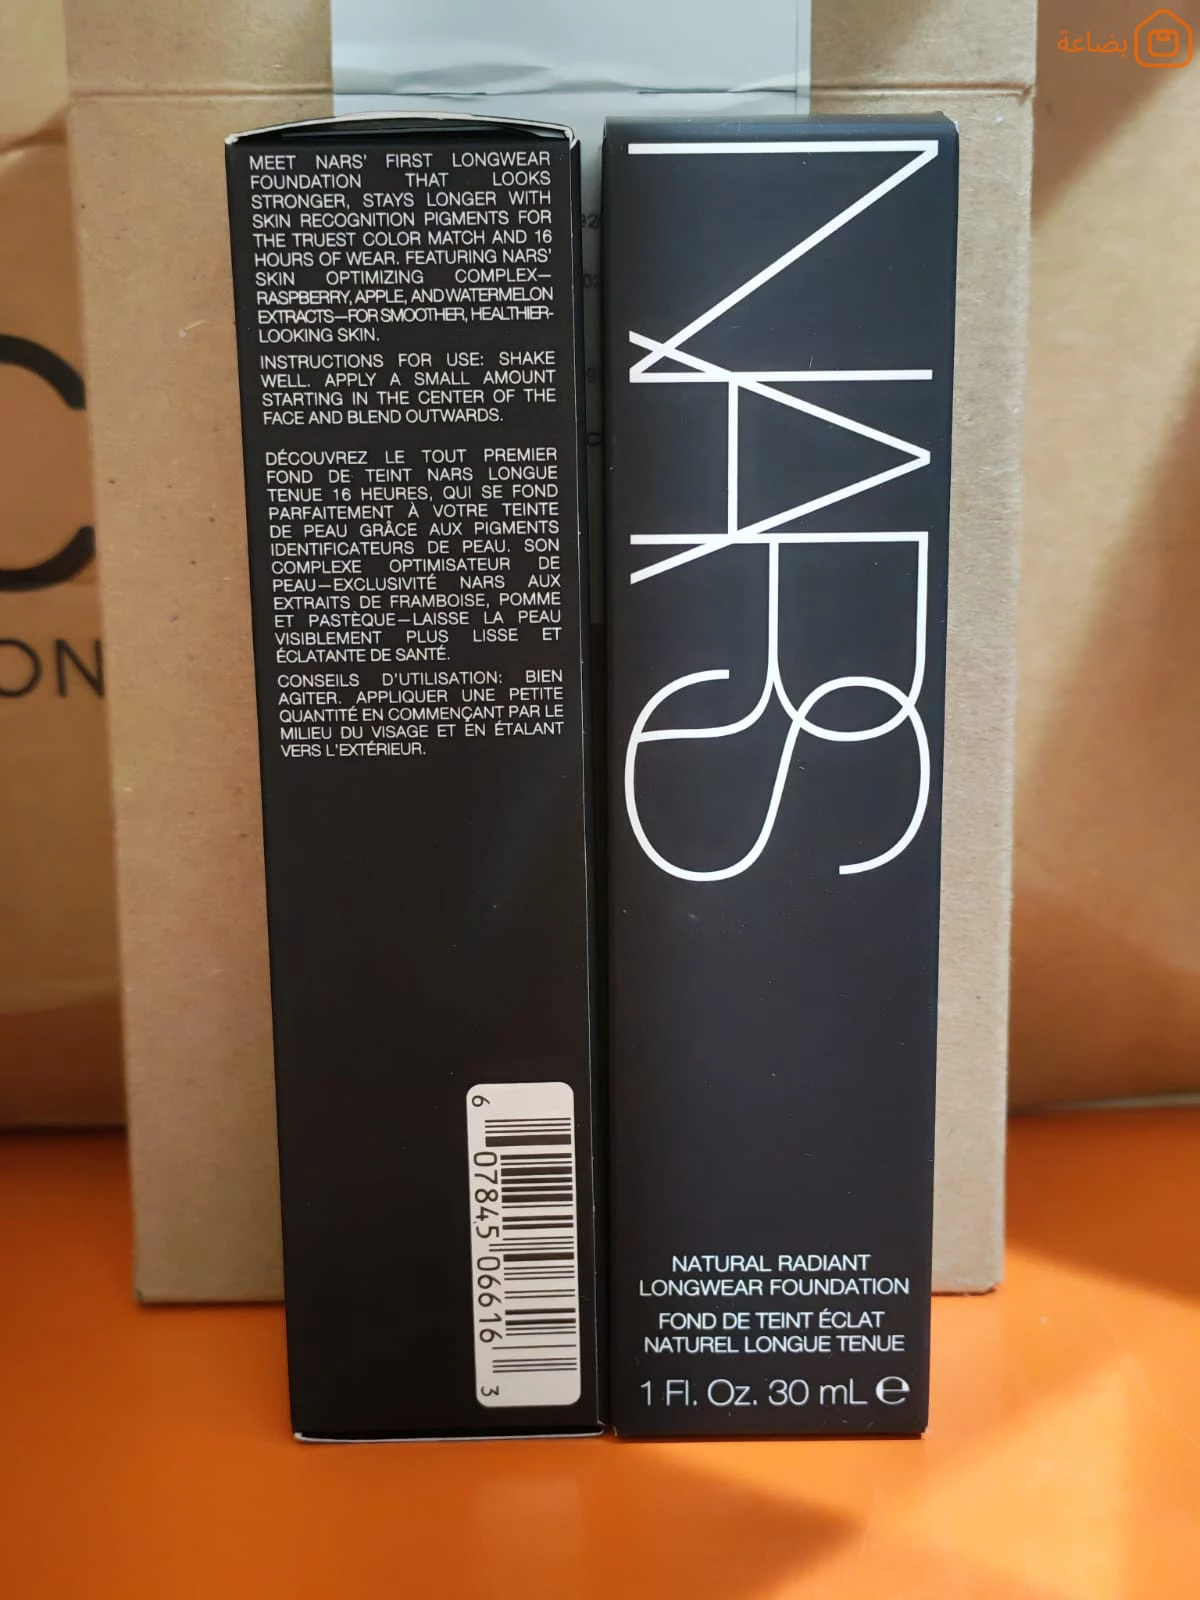 بضاعة
MEET NARS' FIRST LONGWEAR
FOUNDATION THAT LOOKS
STRONGER, STAYS LONGER WITH
SKIN RECOGNITION PIGMENTS FOR
THE TRUEST COLOR MATCH AND 16
HOURS OF WEAR. FEATURING NARS'
SKIN OPTIMIZING COMPLEX—
RASPBERRY, APPLE, AND WATERMELON
EXTRACTS—FOR SMOOTHER, HEALTHIER-
LOOKING SKIN.
INSTRUCTIONS FOR USE: SHAKE
WELL. APPLY A SMALL AMOUNT
STARTING IN THE CENTER OF THE
FACE AND BLEND OUTWARDS.
DÉCOUVREZ LE TOUT PREMIER
FOND DE TEINT NARS LONGUE
TENUE 16 HEURES, QUI SE FOND
PARFAITEMENT À VOTRE TEINTE
DE PEAU GRÂCE AUX PIGMENTS
IDENTIFICATEURS DE PEAU. SON
COMPLEXE OPTIMISATEUR DE
PEAU—EXCLUSIVITÉ NARS AUX
EXTRAITS DE FRAMBOISE, POMME
ET PASTÈQUE—LAISSE LA PEAU
VISIBLEMENT PLUS LISSE ET
ÉCLATANTE DE SANTÉ.
CONSEILS D'UTILISATION: BIEN
AGITER. APPLIQUER UNE PETITE
QUANTITÉ EN COMMENÇANT PAR LE
MILIEU DU VISAGE ET EN ÉTALANT
VERS L'EXTÉRIEUR.
6 07845 06616 3
NARS
NATURAL RADIANT
LONGWEAR FOUNDATION
FOND DE TEINT ÉCLAT
NATUREL LONGUE TENUE
1 Fl. Oz. 30 mL e
C
ON